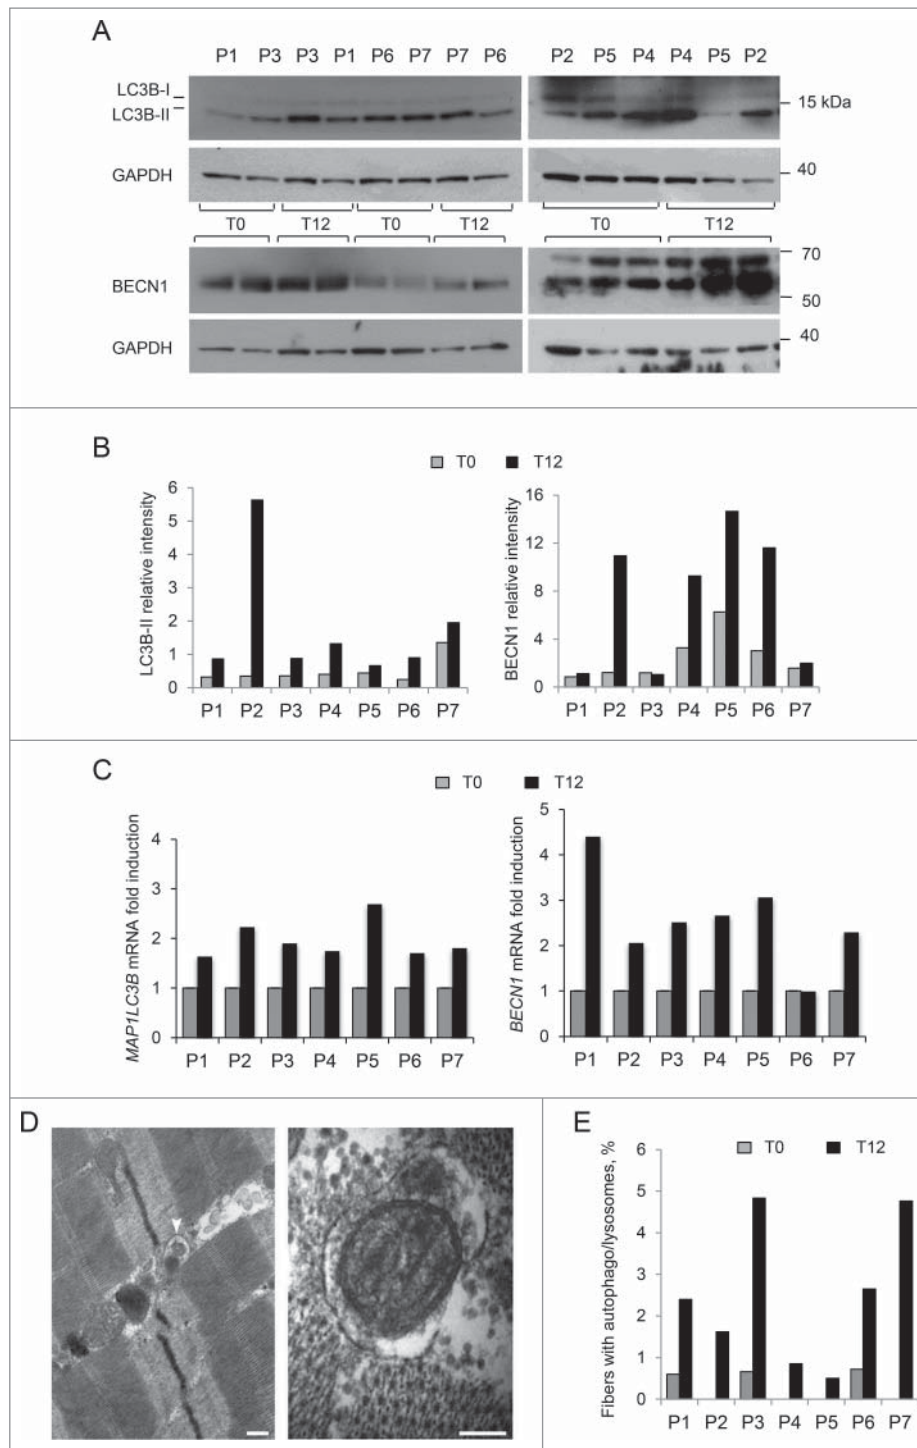 A
P1 P3 P3 P1 P6 P7 P7 P6 P2 P5 P4 P4 P5 P2
LC3B-I
LC3B-II
15 kDa
GAPDH
40
T0 T12 T0 T12 T0 T12
BECN1
70
50
GAPDH
40
B
T0 T12
LC3B-II relative intensity
6
5
4
3
2
1
0
P1 P2 P3 P4 P5 P6 P7
BECN1 relative intensity
16
12
8
4
0
P1 P2 P3 P4 P5 P6 P7
C
T0 T12
MAP1LC3B mRNA fold induction
4
3
2
1
0
P1 P2 P3 P4 P5 P6 P7
BECN1 mRNA fold induction
5
4
3
2
1
0
P1 P2 P3 P4 P5 P6 P7
D
E
T0 T12
Fibers with autophago/lysosomes, %
6
5
4
3
2
1
0
P1 P2 P3 P4 P5 P6 P7